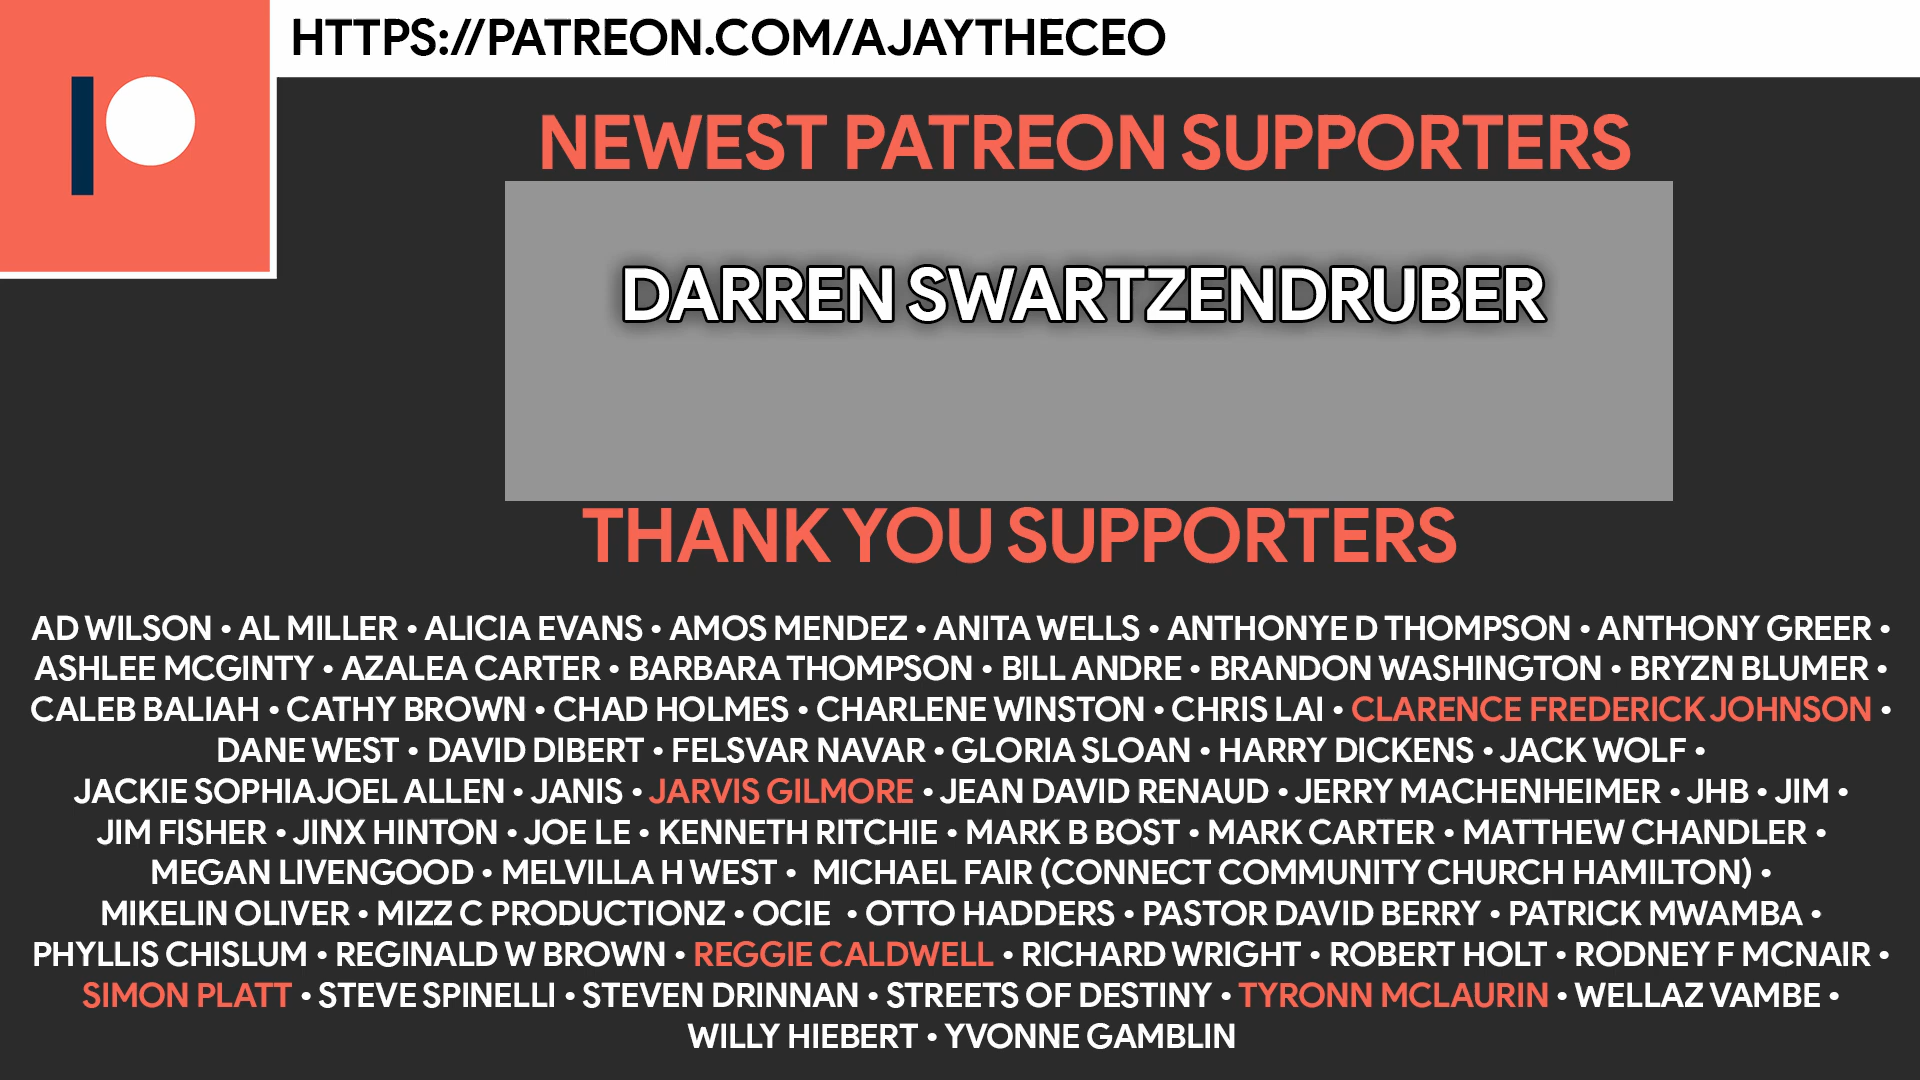 HTTPS://PATREON.COM/AJAYTHECEO
NEWEST PATREON SUPPORTERS
DARREN SWARTZENDRUBER
THANK YOU SUPPORTERS
AD WILSON • AL MILLER • ALICIA EVANS • AMOS MENDEZ • ANITA WELLS • ANTHONYE D THOMPSON • ANTHONY GREER •
ASHLEE MCGINTY • AZALEA CARTER • BARBARA THOMPSON • BILL ANDRE • BRANDON WASHINGTON • BRYZN BLUMER •
CALEB BALIAH • CATHY BROWN • CHAD HOLMES • CHARLENE WINSTON • CHRIS LAI • CLARENCE FREDERICK JOHNSON •
DANE WEST • DAVID DIBERT • FELSVAR NAVAR • GLORIA SLOAN • HARRY DICKENS • JACK WOLF •
JACKIE SOPHIAJOEL ALLEN • JANIS • JARVIS GILMORE • JEAN DAVID RENAUD • JERRY MACHENHEIMER • JHB • JIM •
JIM FISHER • JINX HINTON • JOE LE • KENNETH RITCHIE • MARK B BOST • MARK CARTER • MATTHEW CHANDLER •
MEGAN LIVENGOOD • MELVILLA H WEST • MICHAEL FAIR (CONNECT COMMUNITY CHURCH HAMILTON) •
MIKELIN OLIVER • MIZZ C PRODUCTIONZ • OCIE • OTTO HADDERS • PASTOR DAVID BERRY • PATRICK MWAMBA •
PHYLLIS CHISLUM • REGINALD W BROWN • REGGIE CALDWELL • RICHARD WRIGHT • ROBERT HOLT • RODNEY F MCNAIR •
SIMON PLATT • STEVE SPINELLI • STEVEN DRINNAN • STREETS OF DESTINY • TYRONN MCLAURIN • WELLAZ VAMBE •
WILLY HIEBERT • YVONNE GAMBLIN